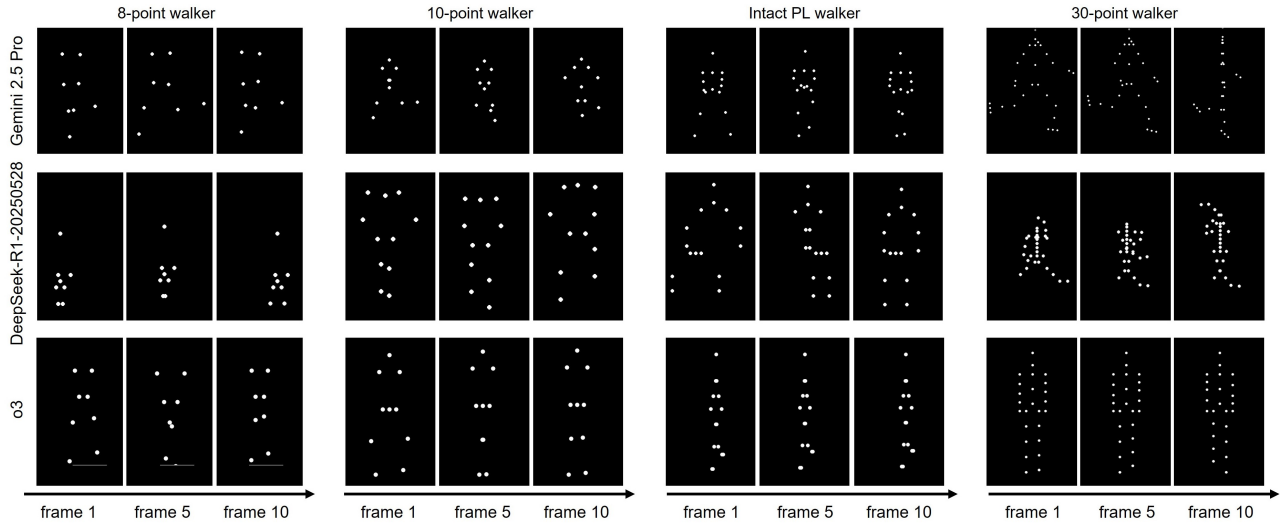 8-point walker 10-point walker Intact PL walker 30-point walker
Gemini 2.5 Pro
DeepSeek-R1-20250528
o3
frame 1 frame 5 frame 10 frame 1 frame 5 frame 10 frame 1 frame 5 frame 10 frame 1 frame 5 frame 10